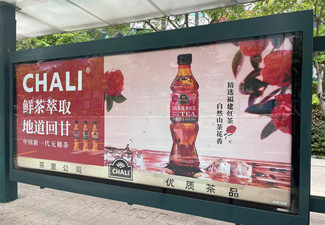 CHALI®
鲜茶萃取
地道回甘
中国新一代无糖茶
TEA
精选福建红茶
自然山茶花香
茶里公司
CHALI
优质茶品